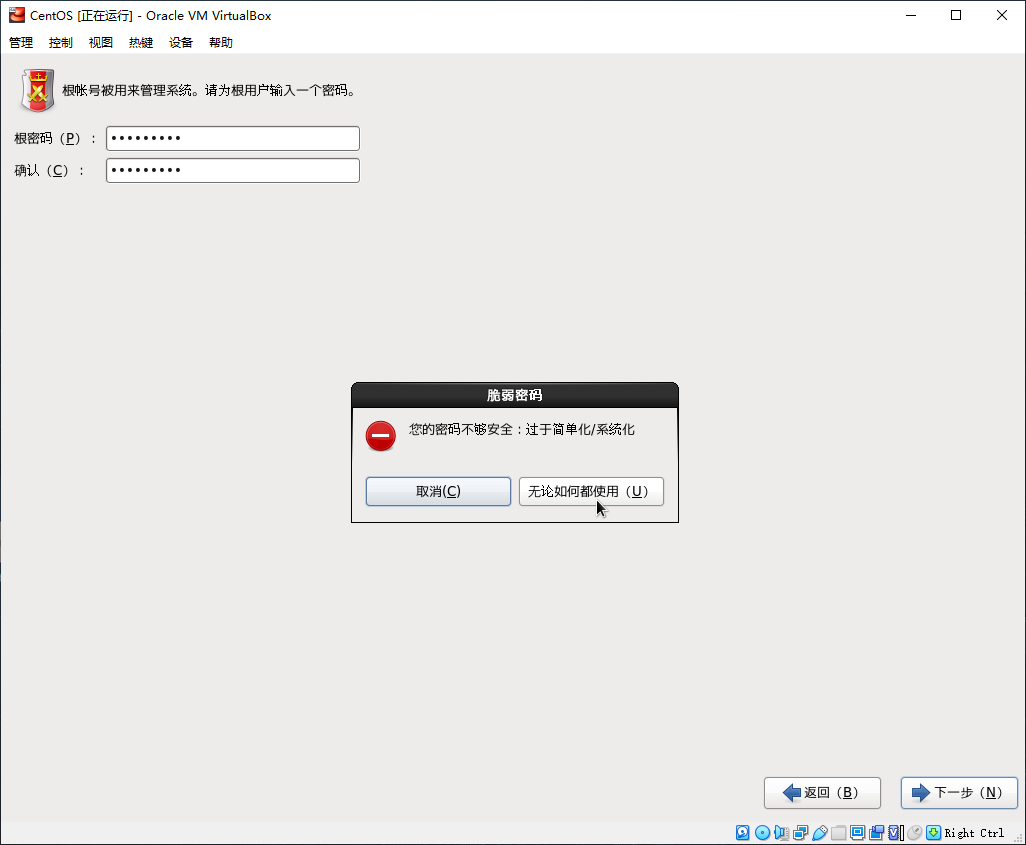 CentOS [正在运行] - Oracle VM VirtualBox
管理 控制 视图 热键 设备 帮助
根帐号被用来管理系统。请为根用户输入一个密码。
根密码（P）： •••••••••
确认（C）： •••••••••
脆弱密码
您的密码不够安全：过于简单化/系统化
取消(C) 无论如何都使用（U）
返回（B） 下一步（N）
Right Ctrl